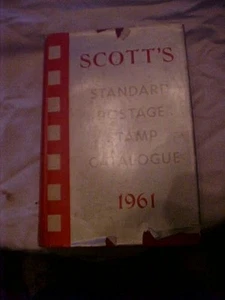 SCOTT'S
STANDARD
POSTAGE
STAMP
CATALOGUE
1961